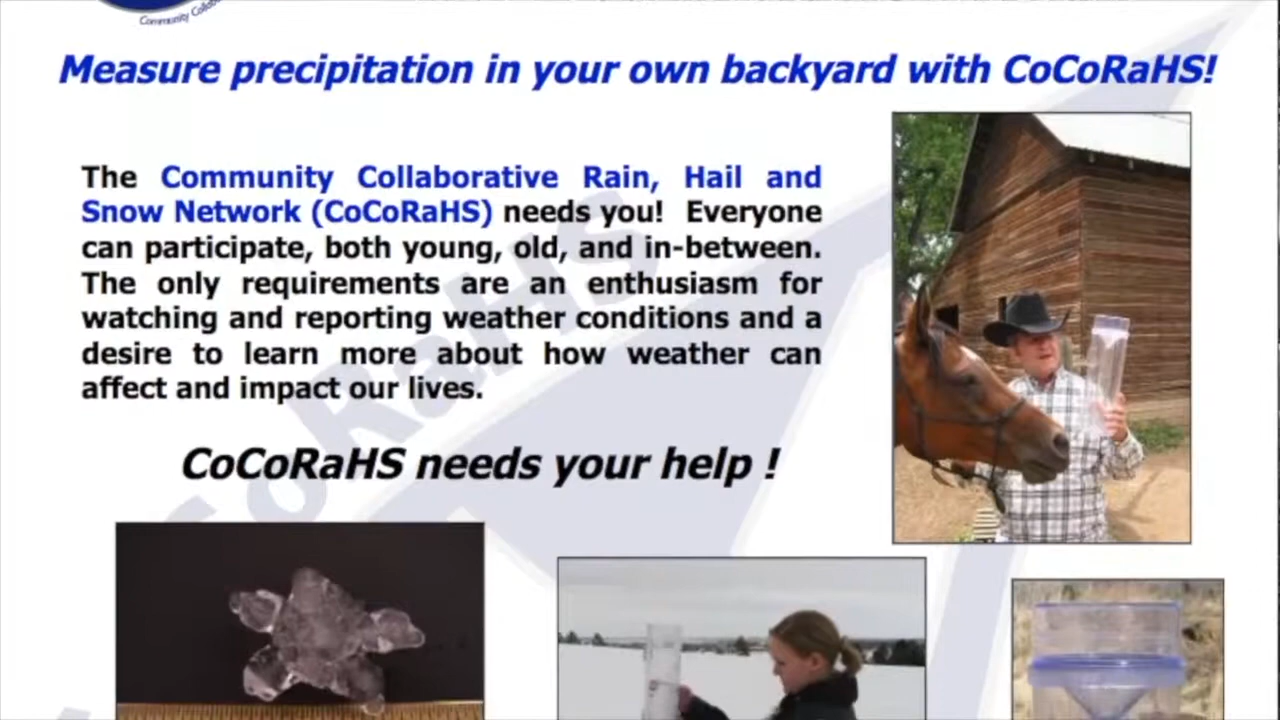 Community
Measure precipitation in your own backyard with CoCoRaHS!
The Community Collaborative Rain, Hail and
Snow Network (CoCoRaHS) needs you! Everyone
can participate, both young, old, and in-between.
The only requirements are an enthusiasm for
watching and reporting weather conditions and a
desire to learn more about how weather can
affect and impact our lives.
CoCoRaHS needs your help !
CoCoRaHS